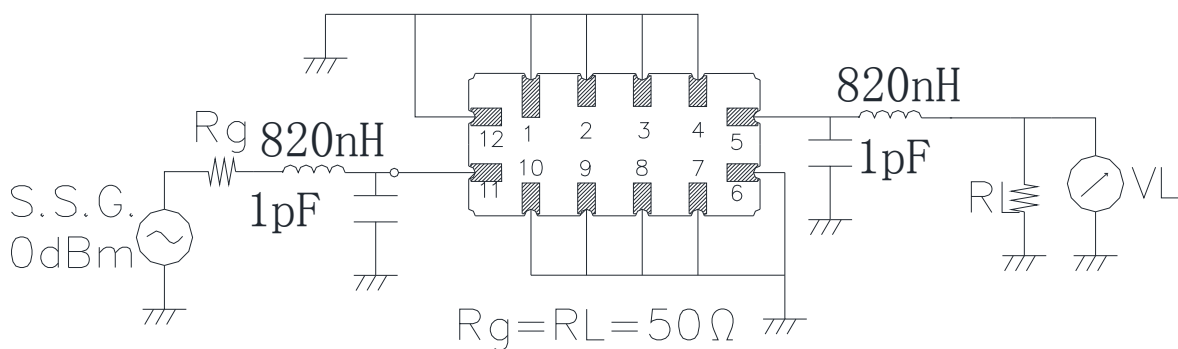 820nH
1pF
Rg
820nH
1pF
S.S.G.
0dBm
12 1 2 3 4 5
11 10 9 8 7 6
RL
VL
Rg=RL=50Ω